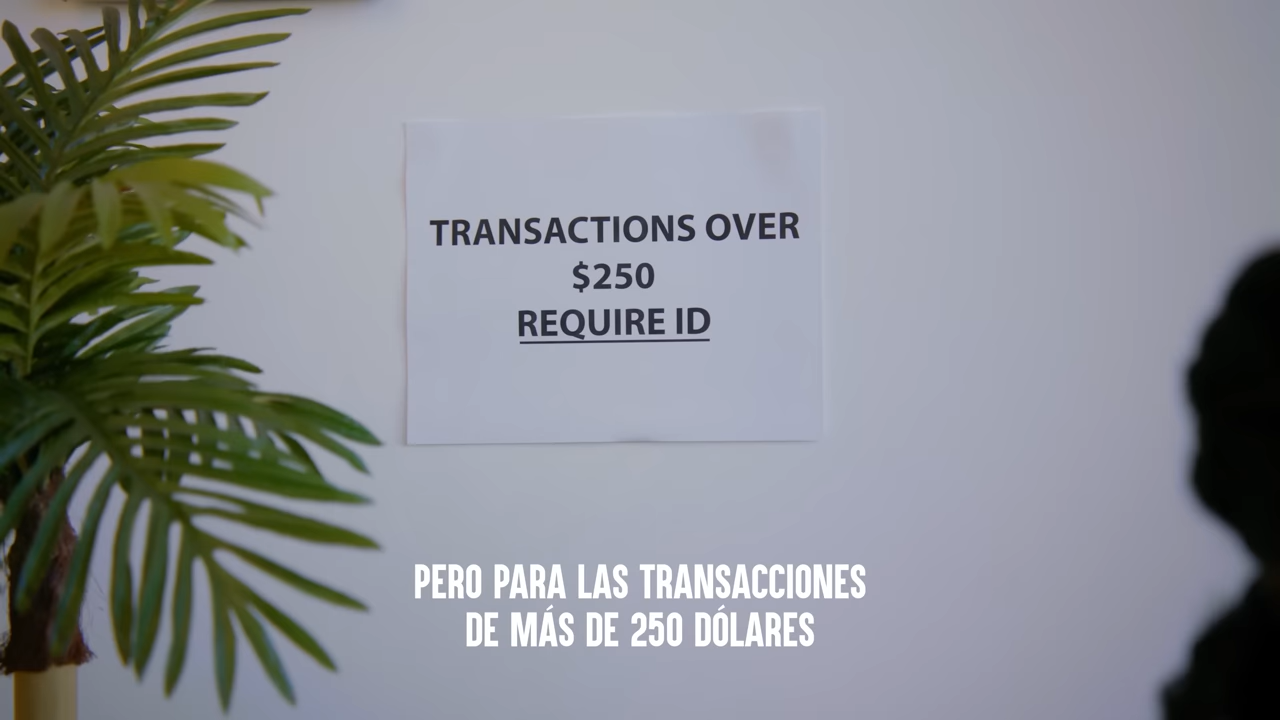 TRANSACTIONS OVER
$250
REQUIRE ID
PERO PARA LAS TRANSACCIONES
DE MÁS DE 250 DÓLARES